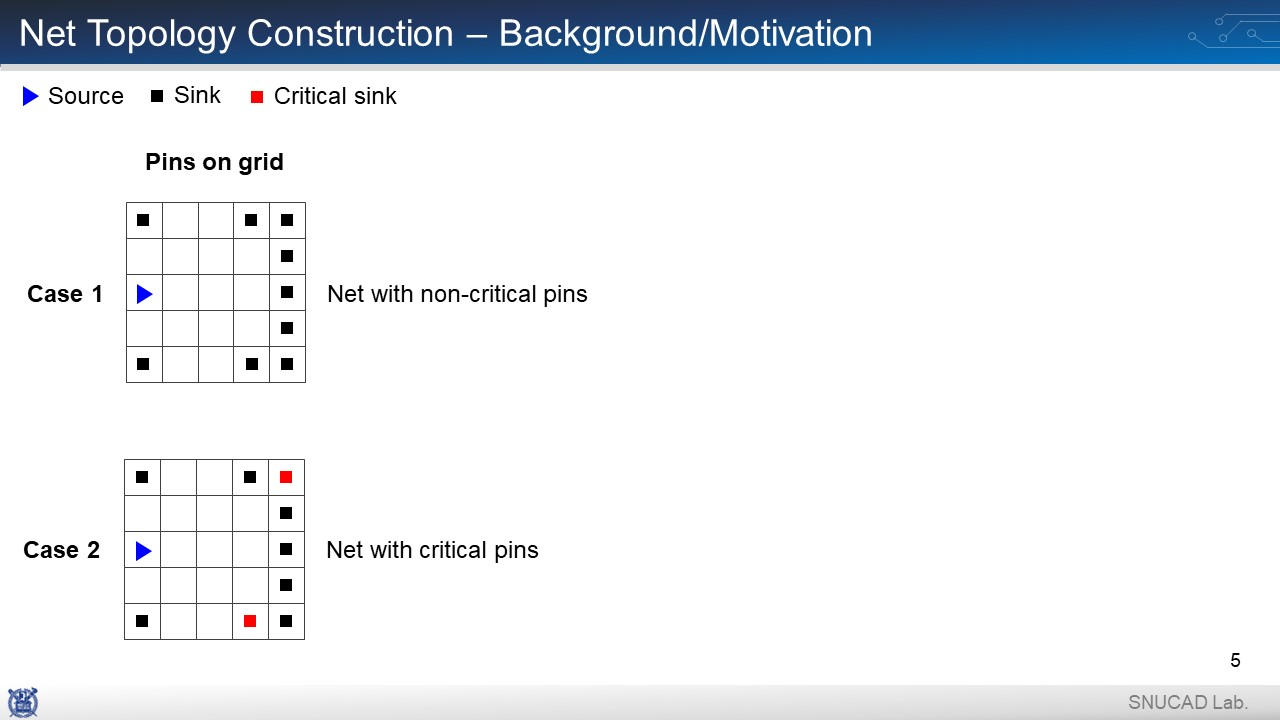 Net Topology Construction – Background/Motivation
Source
Sink
Critical sink
Pins on grid
Case 1
Net with non-critical pins
Case 2
Net with critical pins
5
SNUCAD Lab.